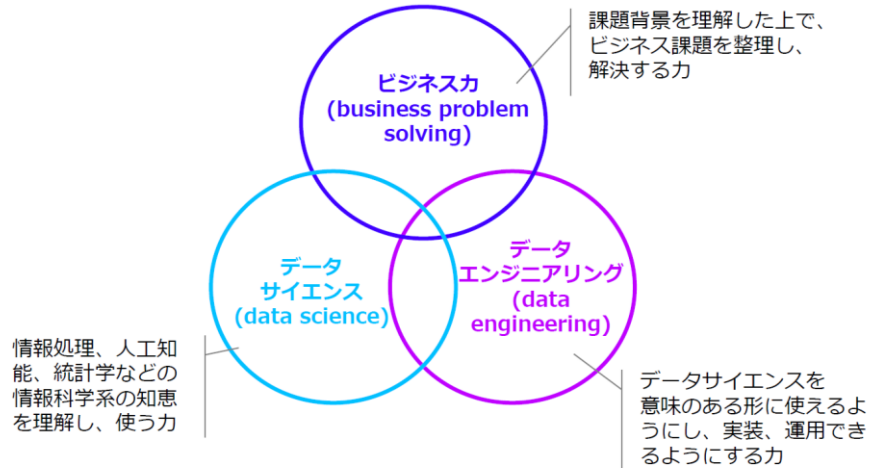 課題背景を理解した上で、
ビジネス課題を整理し、
解決する力
ビジネス力
(business problem
solving)
データ
サイエンス
(data science)
データ
エンジニアリング
(data
engineering)
情報処理、人工知
能、統計学などの
情報科学系の知恵
を理解し、使う力
データサイエンスを
意味のある形に使えるよ
うにし、実装、運用でき
るようにする力